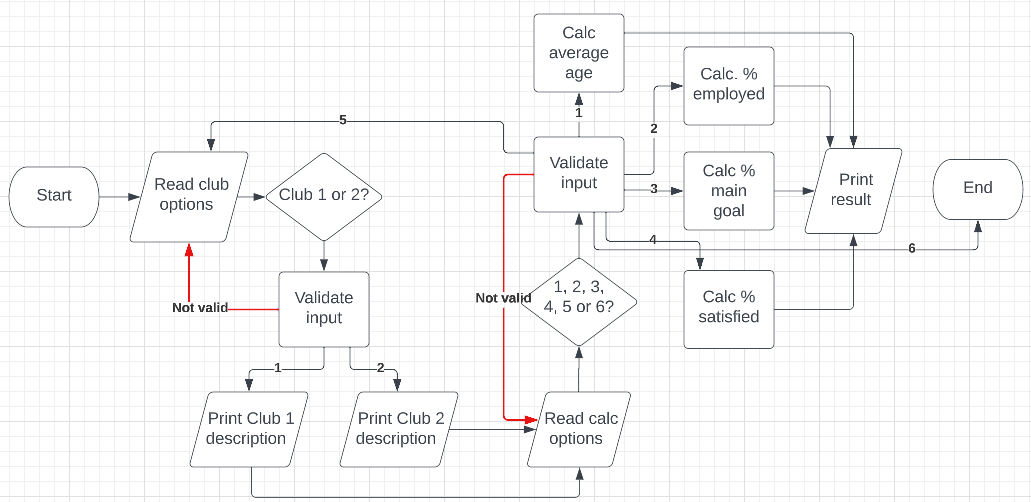 Start
Read club
options
Club 1 or 2?
Validate
input
Not valid
1
2
Print Club 1
description
Print Club 2
description
Read calc
options
1, 2, 3,
4, 5 or 6?
Not valid
Validate
input
5
1
2
3
4
6
Calc
average
age
Calc. %
employed
Calc %
main
goal
Calc %
satisfied
Print
result
End